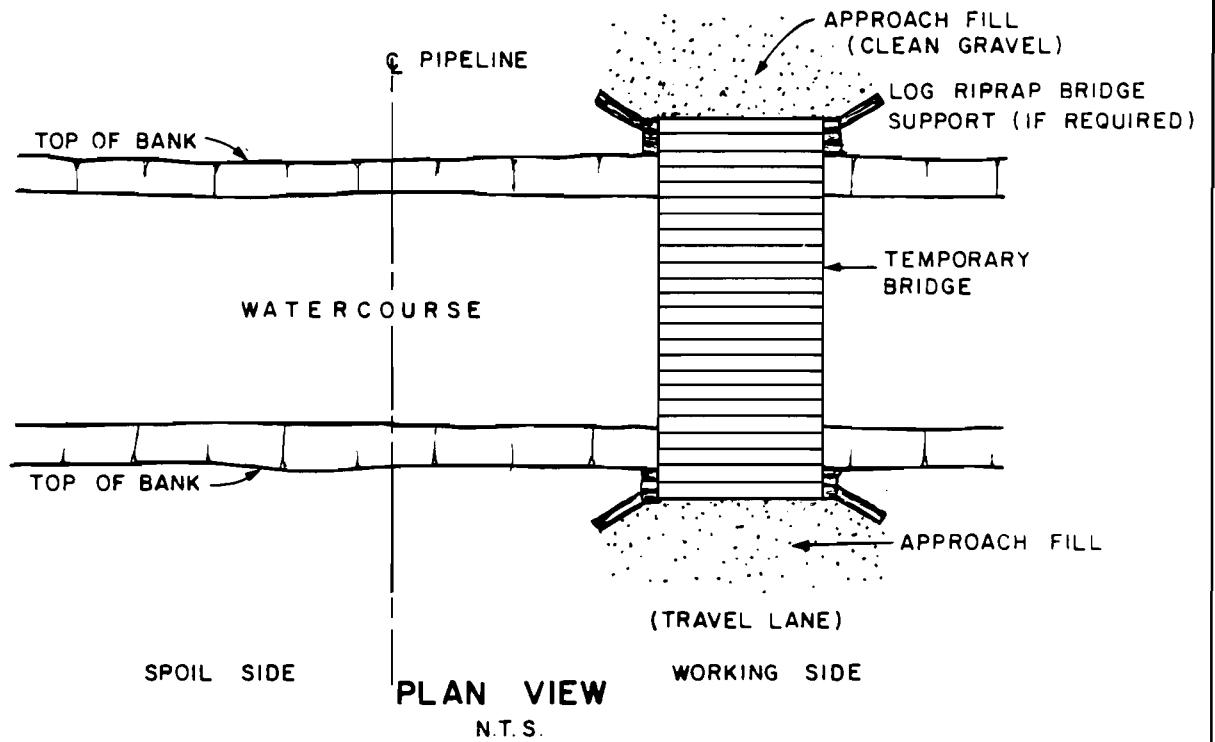 APPROACH FILL
(CLEAN GRAVEL)
℄ PIPELINE
LOG RIPRAP BRIDGE
SUPPORT (IF REQUIRED)
TOP OF BANK
TEMPORARY
BRIDGE
WATERCOURSE
TOP OF BANK
APPROACH FILL
(TRAVEL LANE)
SPOIL SIDE
WORKING SIDE
PLAN VIEW
N.T.S.